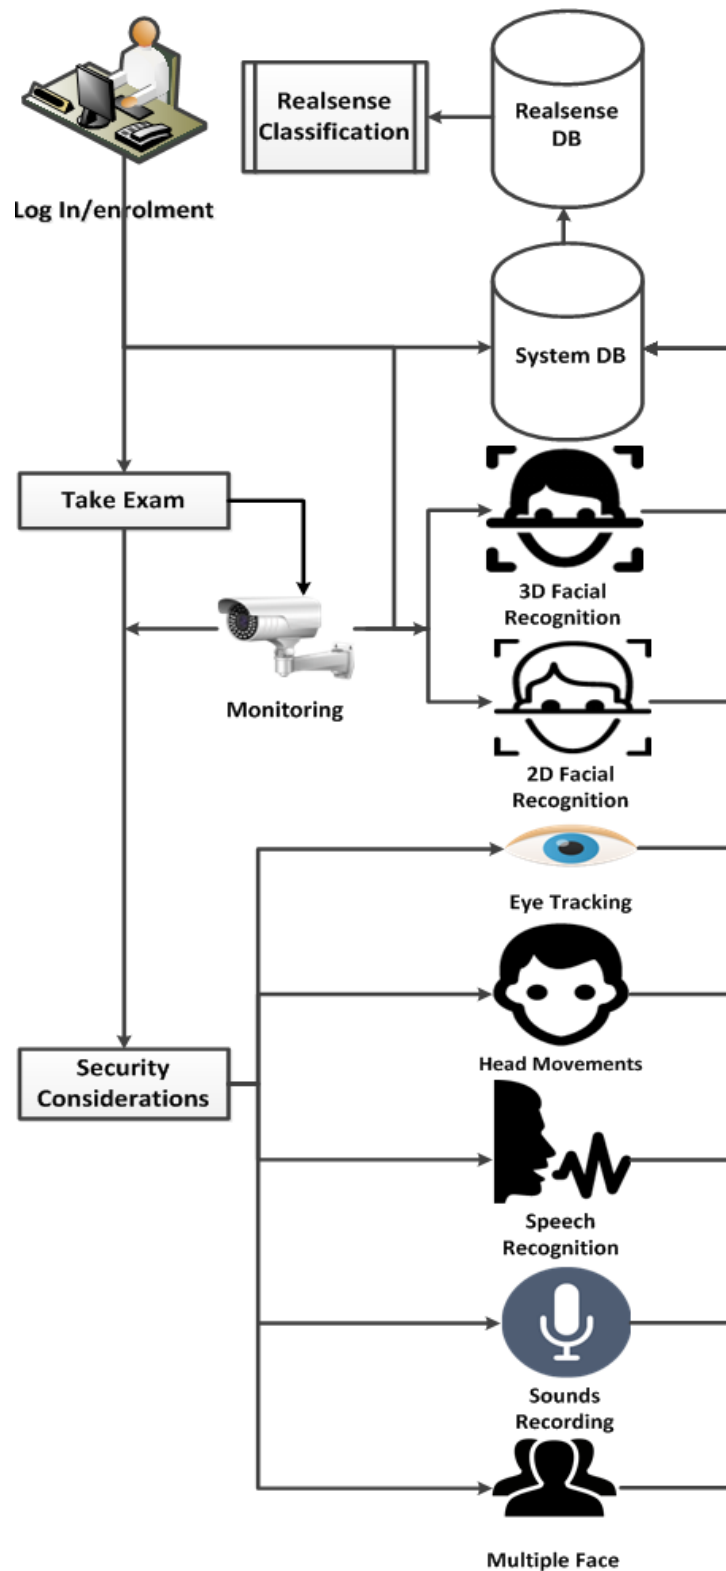 Realsense
Classification
Realsense
DB
Log In/enrolment
System DB
Take Exam
3D Facial
Recognition
Monitoring
2D Facial
Recognition
Eye Tracking
Head Movements
Security
Considerations
Speech
Recognition
Sounds
Recording
Multiple Face